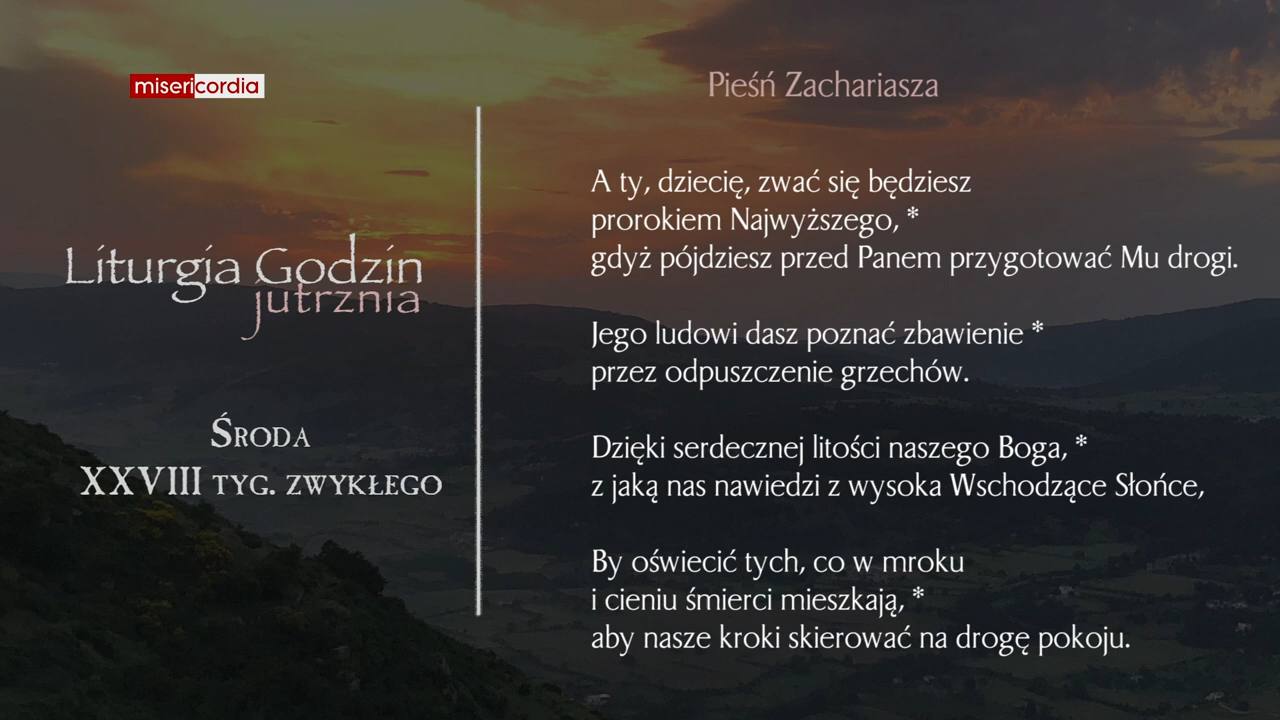 misericordia
Liturgia Godzin
jutrznia
Środa
XXVIII tyg. zwykłego
Pieśń Zachariasza
A ty, dziecię, zwać się będziesz
prorokiem Najwyższego, *
gdyż pójdziesz przed Panem przygotować Mu drogi.
Jego ludowi dasz poznać zbawienie *
przez odpuszczenie grzechów.
Dzięki serdecznej litości naszego Boga, *
z jaką nas nawiedzi z wysoka Wschodzące Słońce,
By oświecić tych, co w mroku
i cieniu śmierci mieszkają, *
aby nasze kroki skierować na drogę pokoju.